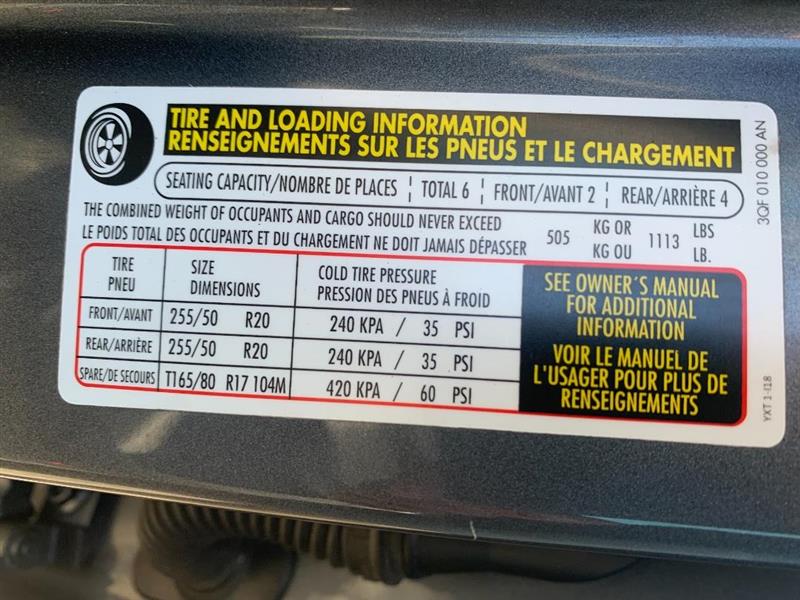 TIRE AND LOADING INFORMATION
RENSEIGNEMENTS SUR LES PNEUS ET LE CHARGEMENT
SEATING CAPACITY/NOMBRE DE PLACES ¦ TOTAL 6 ¦ FRONT/AVANT 2 ¦ REAR/ARRIÈRE 4
THE COMBINED WEIGHT OF OCCUPANTS AND CARGO SHOULD NEVER EXCEED
LE POIDS TOTAL DES OCCUPANTS ET DU CHARGEMENT NE DOIT JAMAIS DÉPASSER
505 KG OR 1113 LBS
KG OU LB.
TIRE
PNEU
SIZE
DIMENSIONS
COLD TIRE PRESSURE
PRESSION DES PNEUS À FROID
FRONT/AVANT 255/50 R20 240 KPA / 35 PSI
REAR/ARRIÈRE 255/50 R20 240 KPA / 35 PSI
SPARE/DE SECOURS T165/80 R17 104M 420 KPA / 60 PSI
SEE OWNER´S MANUAL
FOR ADDITIONAL
INFORMATION
VOIR LE MANUEL DE
L'USAGER POUR PLUS DE
RENSEIGNEMENTS
3QF 010 000 AN
YXT 1-I18